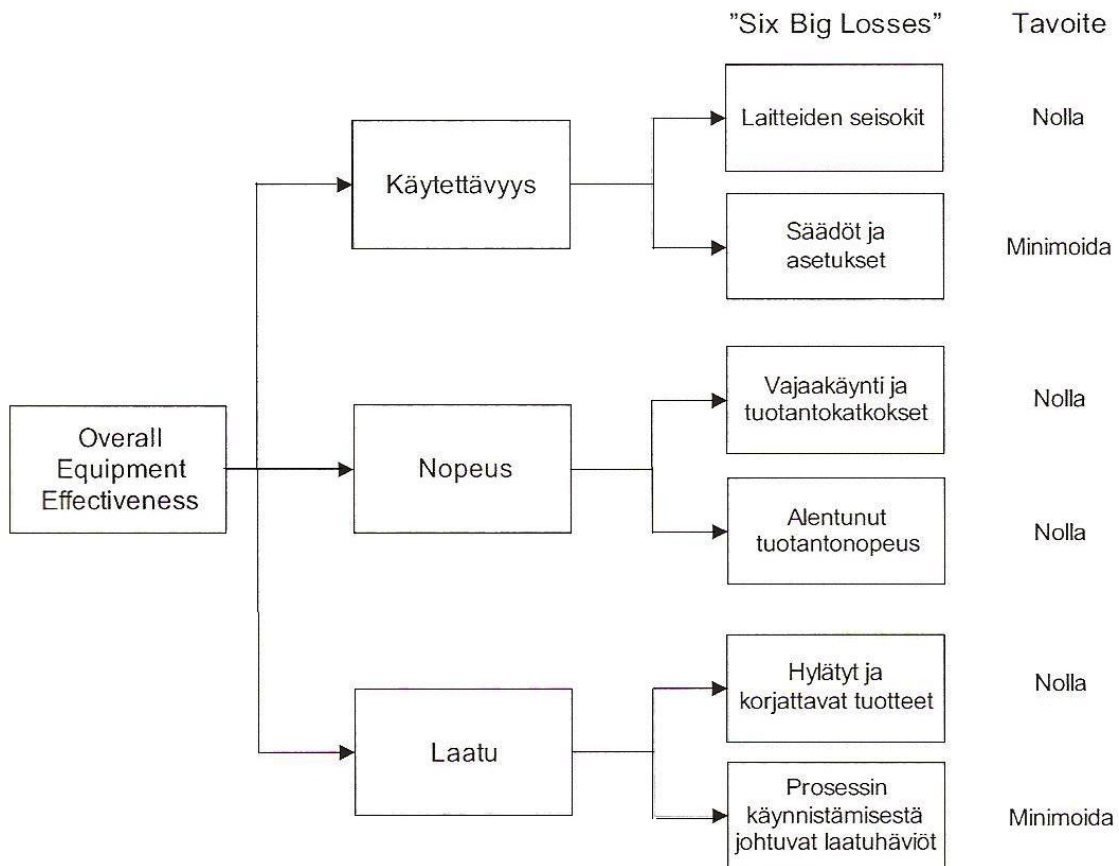 "Six Big Losses"
Tavoite
Laitteiden seisokit
Nolla
Käytettävyys
Säädöt ja
asetukset
Minimoida
Vajaakäynti ja
tuotantokatkokset
Nolla
Overall
Equipment
Effectiveness
Nopeus
Alentunut
tuotantonopeus
Nolla
Hylätyt ja
korjattavat tuotteet
Nolla
Laatu
Prosessin
käynnistämisestä
johtuvat laatuhäviöt
Minimoida